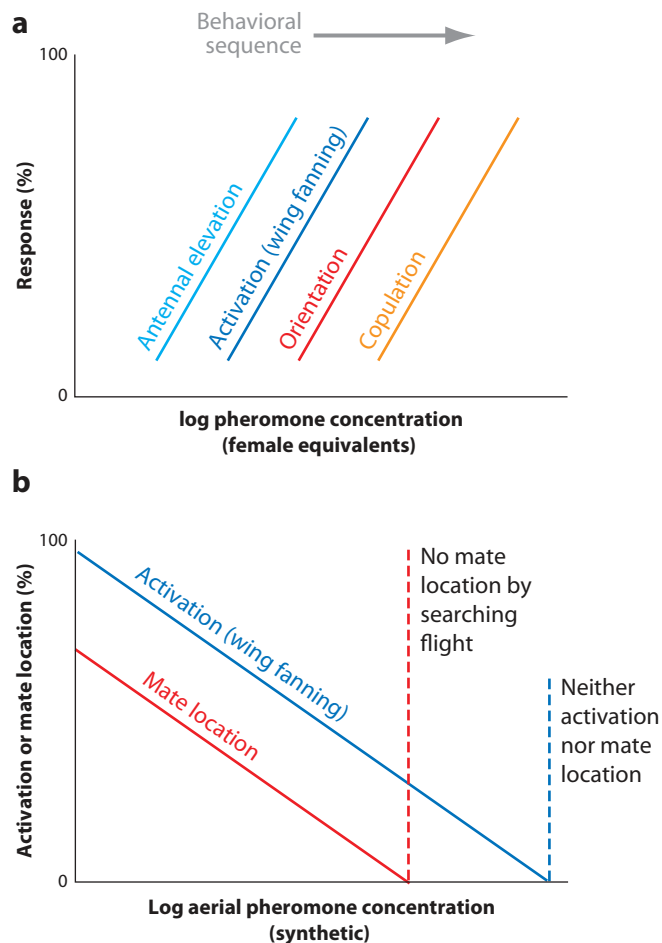 a
Behavioral
sequence
100
Response (%)
Antennal elevation
Activation (wing fanning)
Orientation
Copulation
0
log pheromone concentration
(female equivalents)
b
100
Activation or mate location (%)
Activation (wing fanning)
Mate location
No mate
location by
searching
flight
Neither
activation
nor mate
location
0
Log aerial pheromone concentration
(synthetic)